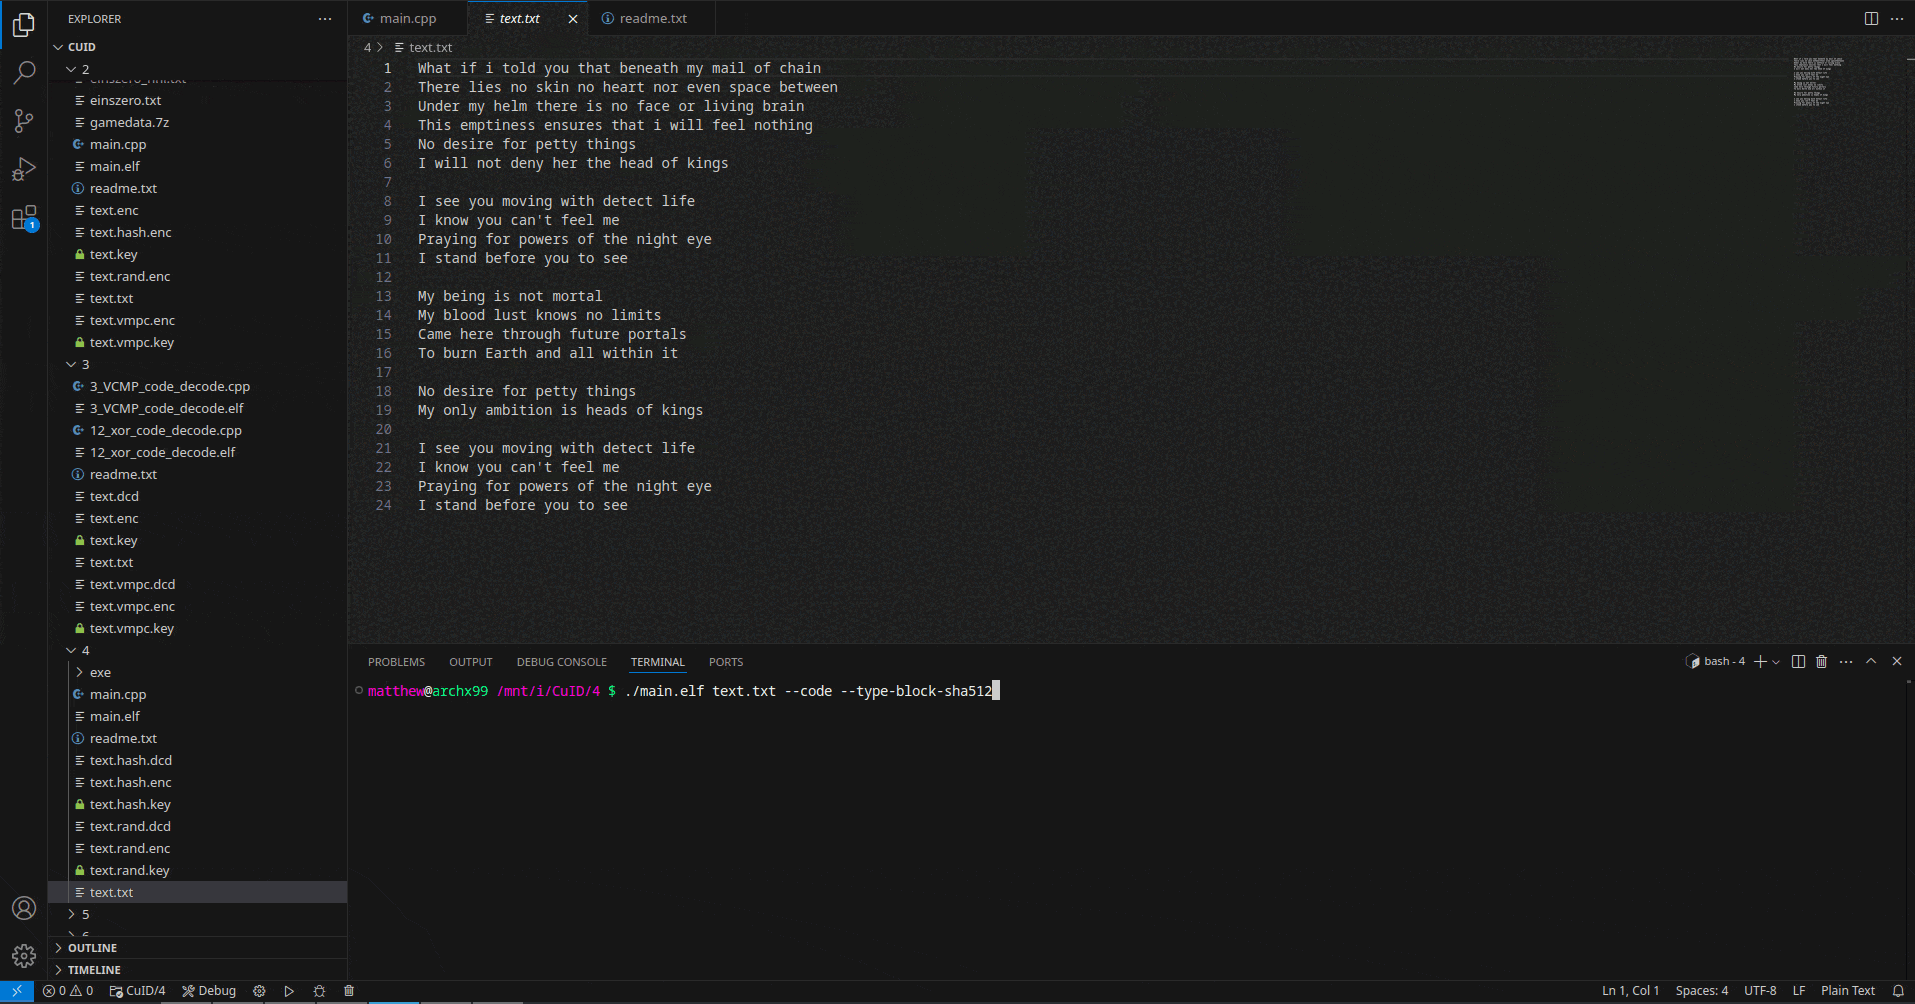 EXPLORER
CUID
2
einszero.txt
gamedata.7z
main.cpp
main.elf
readme.txt
text.enc
text.hash.enc
text.key
text.rand.enc
text.txt
text.vmpc.enc
text.vmpc.key
3
3_VCMP_code_decode.cpp
3_VCMP_code_decode.elf
12_xor_code_decode.cpp
12_xor_code_decode.elf
readme.txt
text.dcd
text.enc
text.key
text.txt
text.vmpc.dcd
text.vmpc.enc
text.vmpc.key
4
exe
main.cpp
main.elf
readme.txt
text.hash.dcd
text.hash.enc
text.hash.key
text.rand.dcd
text.rand.enc
text.rand.key
text.txt
5
OUTLINE
TIMELINE
1
main.cpp text.txt readme.txt
4 > text.txt
1 What if i told you that beneath my mail of chain
2 There lies no skin no heart nor even space between
3 Under my helm there is no face or living brain
4 This emptiness ensures that i will feel nothing
5 No desire for petty things
6 I will not deny her the head of kings
7
8 I see you moving with detect life
9 I know you can't feel me
10 Praying for powers of the night eye
11 I stand before you to see
12
13 My being is not mortal
14 My blood lust knows no limits
15 Came here through future portals
16 To burn Earth and all within it
17
18 No desire for petty things
19 My only ambition is heads of kings
20
21 I see you moving with detect life
22 I know you can't feel me
23 Praying for powers of the night eye
24 I stand before you to see
PROBLEMS OUTPUT DEBUG CONSOLE TERMINAL PORTS bash - 4
matthew@archx99 /mnt/i/CuID/4 $ ./main.elf text.txt --code --type-block-sha512
0 0 CuID/4 Debug Ln 1, Col 1 Spaces: 4 UTF-8 LF Plain Text